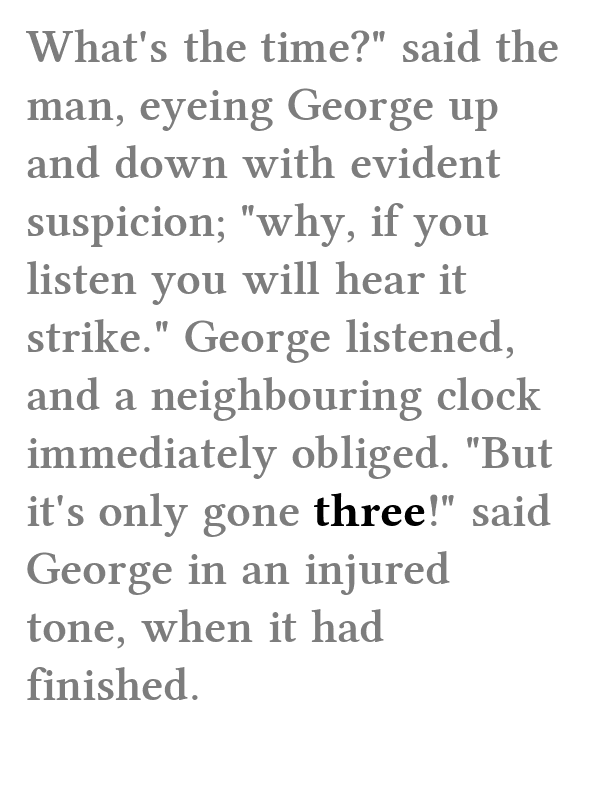 What's the time?" said the
man, eyeing George up
and down with evident
suspicion; "why, if you
listen you will hear it
strike." George listened,
and a neighbouring clock
immediately obliged. "But
it's only gone three!" said
George in an injured
tone, when it had
finished.